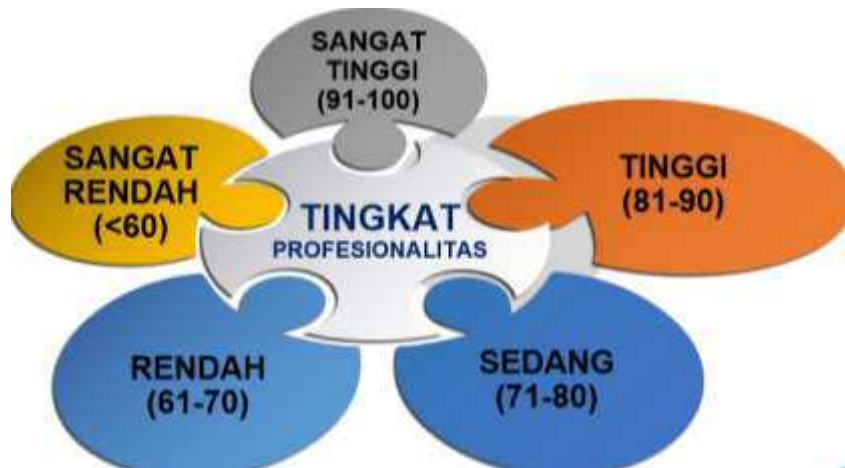 SANGAT
TINGGI
(91-100)
SANGAT
RENDAH
(<60)
TINGGI
(81-90)
TINGKAT
PROFESIONALITAS
RENDAH
(61-70)
SEDANG
(71-80)